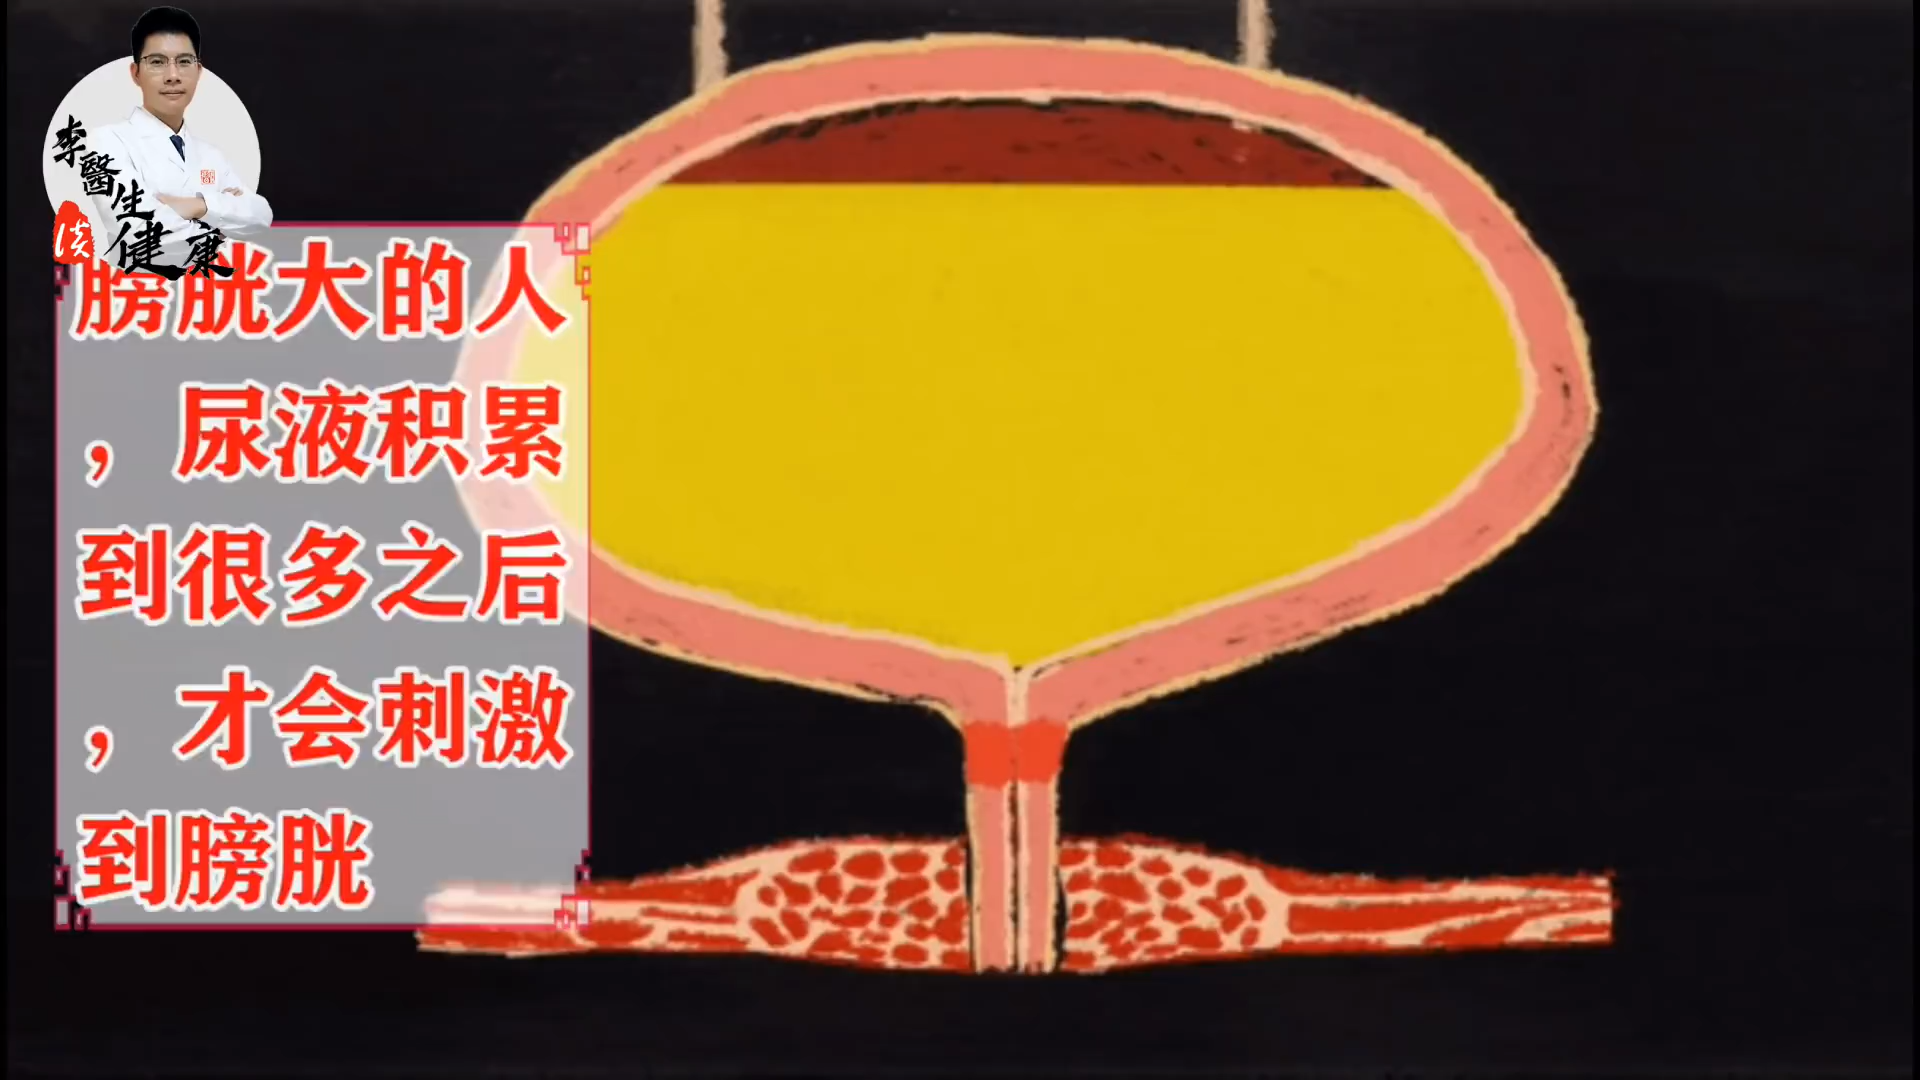 李醫生
谈健康
膀胱大的人
，尿液积累
到很多之后
，才会刺激
到膀胱